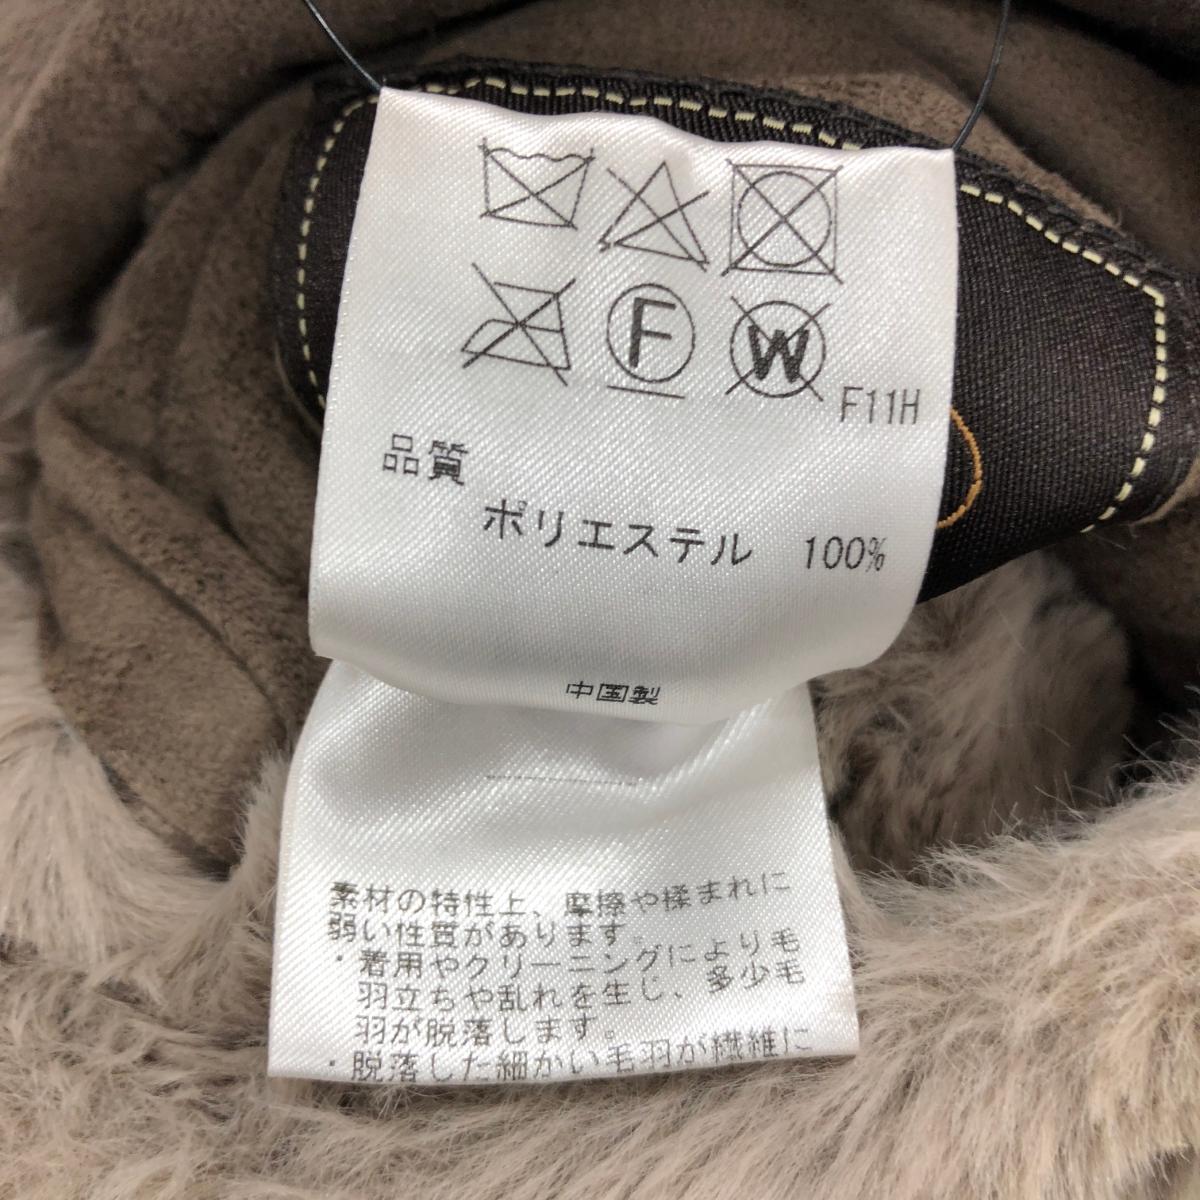 F
W
F11H
品質
ポリエステル 100%
中国製
素材の特性上、摩擦や揉まれに
弱い性質があります。
・着用やクリーニングにより毛
羽立ちや乱れを生じ、多少毛
羽が脱落します。
・脱落した細かい毛羽が繊維に